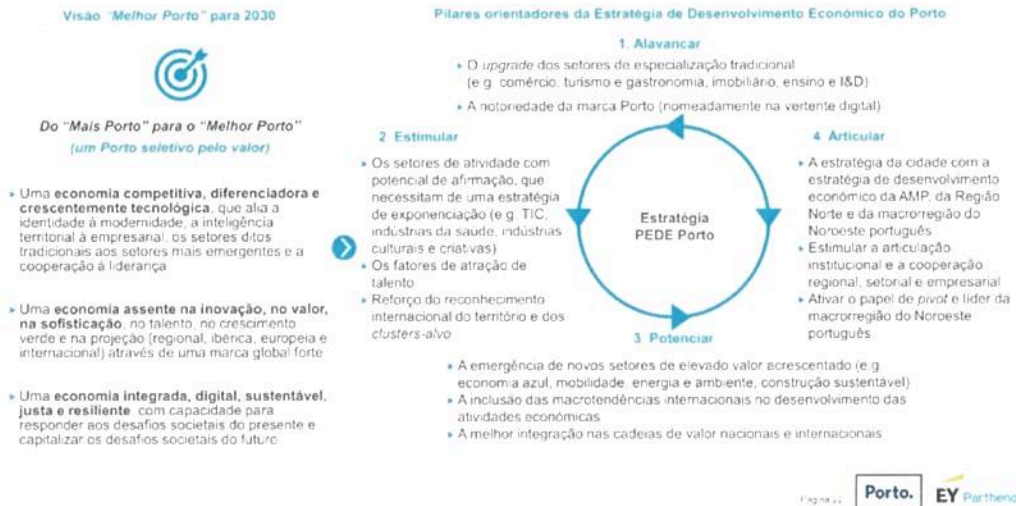 Visão "Melhor Porto" para 2030
Do "Mais Porto" para o "Melhor Porto"
(um Porto seletivo pelo valor)
Uma economia competitiva, diferenciadora e
crescentemente tecnológica, que alia a
identidade à modernidade, a inteligência
territorial à empresarial, os setores ditos
tradicionais aos setores mais emergentes e a
cooperação à liderança
Uma economia assente na inovação, no valor,
na sofisticação, no talento, no crescimento
verde e na projeção (regional, ibérica, europeia e
internacional) através de uma marca global forte
Uma economia integrada, digital, sustentável,
justa e resiliente com capacidade para
responder aos desafios societais do presente e
capitalizar os desafios societais do futuro
Pilares orientadores da Estratégia de Desenvolvimento Económico do Porto
1. Alavancar
O upgrade dos setores de especialização tradicional
(e.g. comércio, turismo e gastronomia, imobiliário, ensino e I&D)
A notoriedade da marca Porto (nomeadamente na vertente digital)
2 Estimular
Os setores de atividade com
potencial de afirmação, que
necessitam de uma estratégia
de exponenciação (e.g. TIC,
indústrias da saúde, indústrias
culturais e criativas)
Os fatores de atração de
talento
Reforço do reconhecimento
internacional do território e dos
clusters-alvo
Estratégia
PEDE Porto
4 Articular
A estratégia da cidade com a
estratégia de desenvolvimento
económico da AMP, da Região
Norte e da macrorregião do
Noroeste português
Estimular a articulação
institucional e a cooperação
regional, setorial e empresarial
Ativar o papel de pivot e líder da
macrorregião do Noroeste
português
3 Potenciar
A emergência de novos setores de elevado valor acrescentado (e.g.
economia azul, mobilidade, energia e ambiente, construção sustentável)
A inclusão das macrotendências internacionais no desenvolvimento das
atividades económicas
A melhor integração nas cadeias de valor nacionais e internacionais
Página
Porto.
EYᲐრთheno